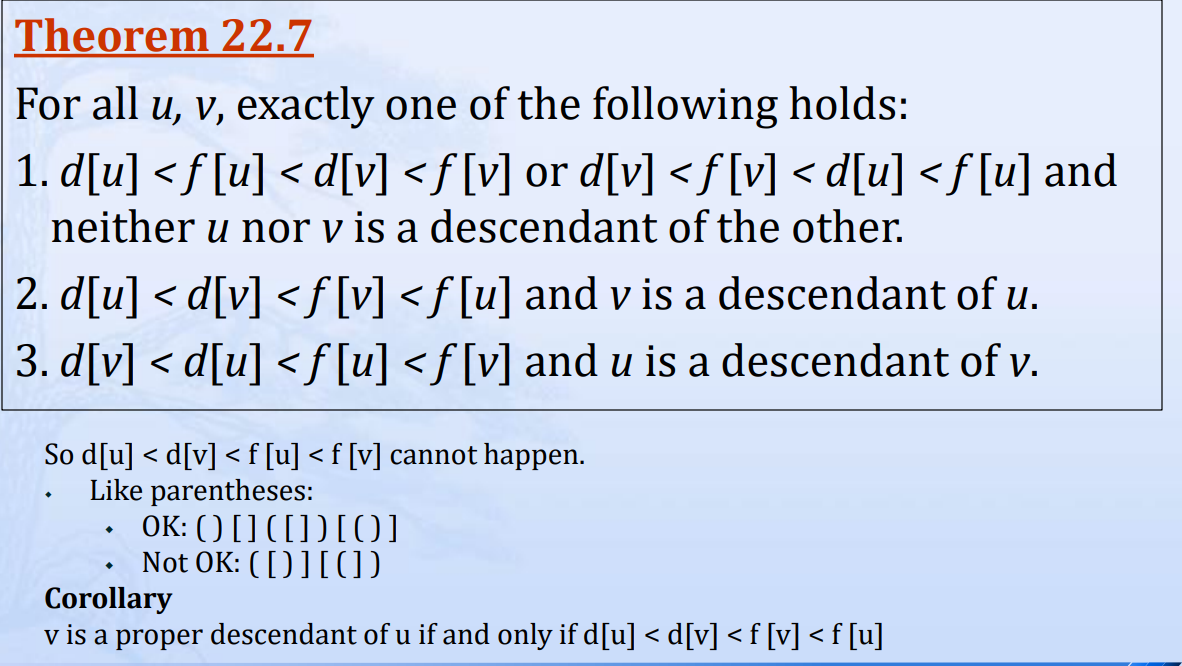 Theorem 22.7
For all u, v, exactly one of the following holds:
1. d[u] < f [u] < d[v] < f [v] or d[v] < f [v] < d[u] < f [u] and
neither u nor v is a descendant of the other.
2. d[u] < d[v] < f [v] < f [u] and v is a descendant of u.
3. d[v] < d[u] < f [u] < f [v] and u is a descendant of v.
So d[u] < d[v] < f [u] < f [v] cannot happen.
Like parentheses:
OK: ( ) [ ] ( [ ] ) [ ( ) ]
Not OK: ( [ ) ] [ ( ] )
Corollary
v is a proper descendant of u if and only if d[u] < d[v] < f [v] < f [u]